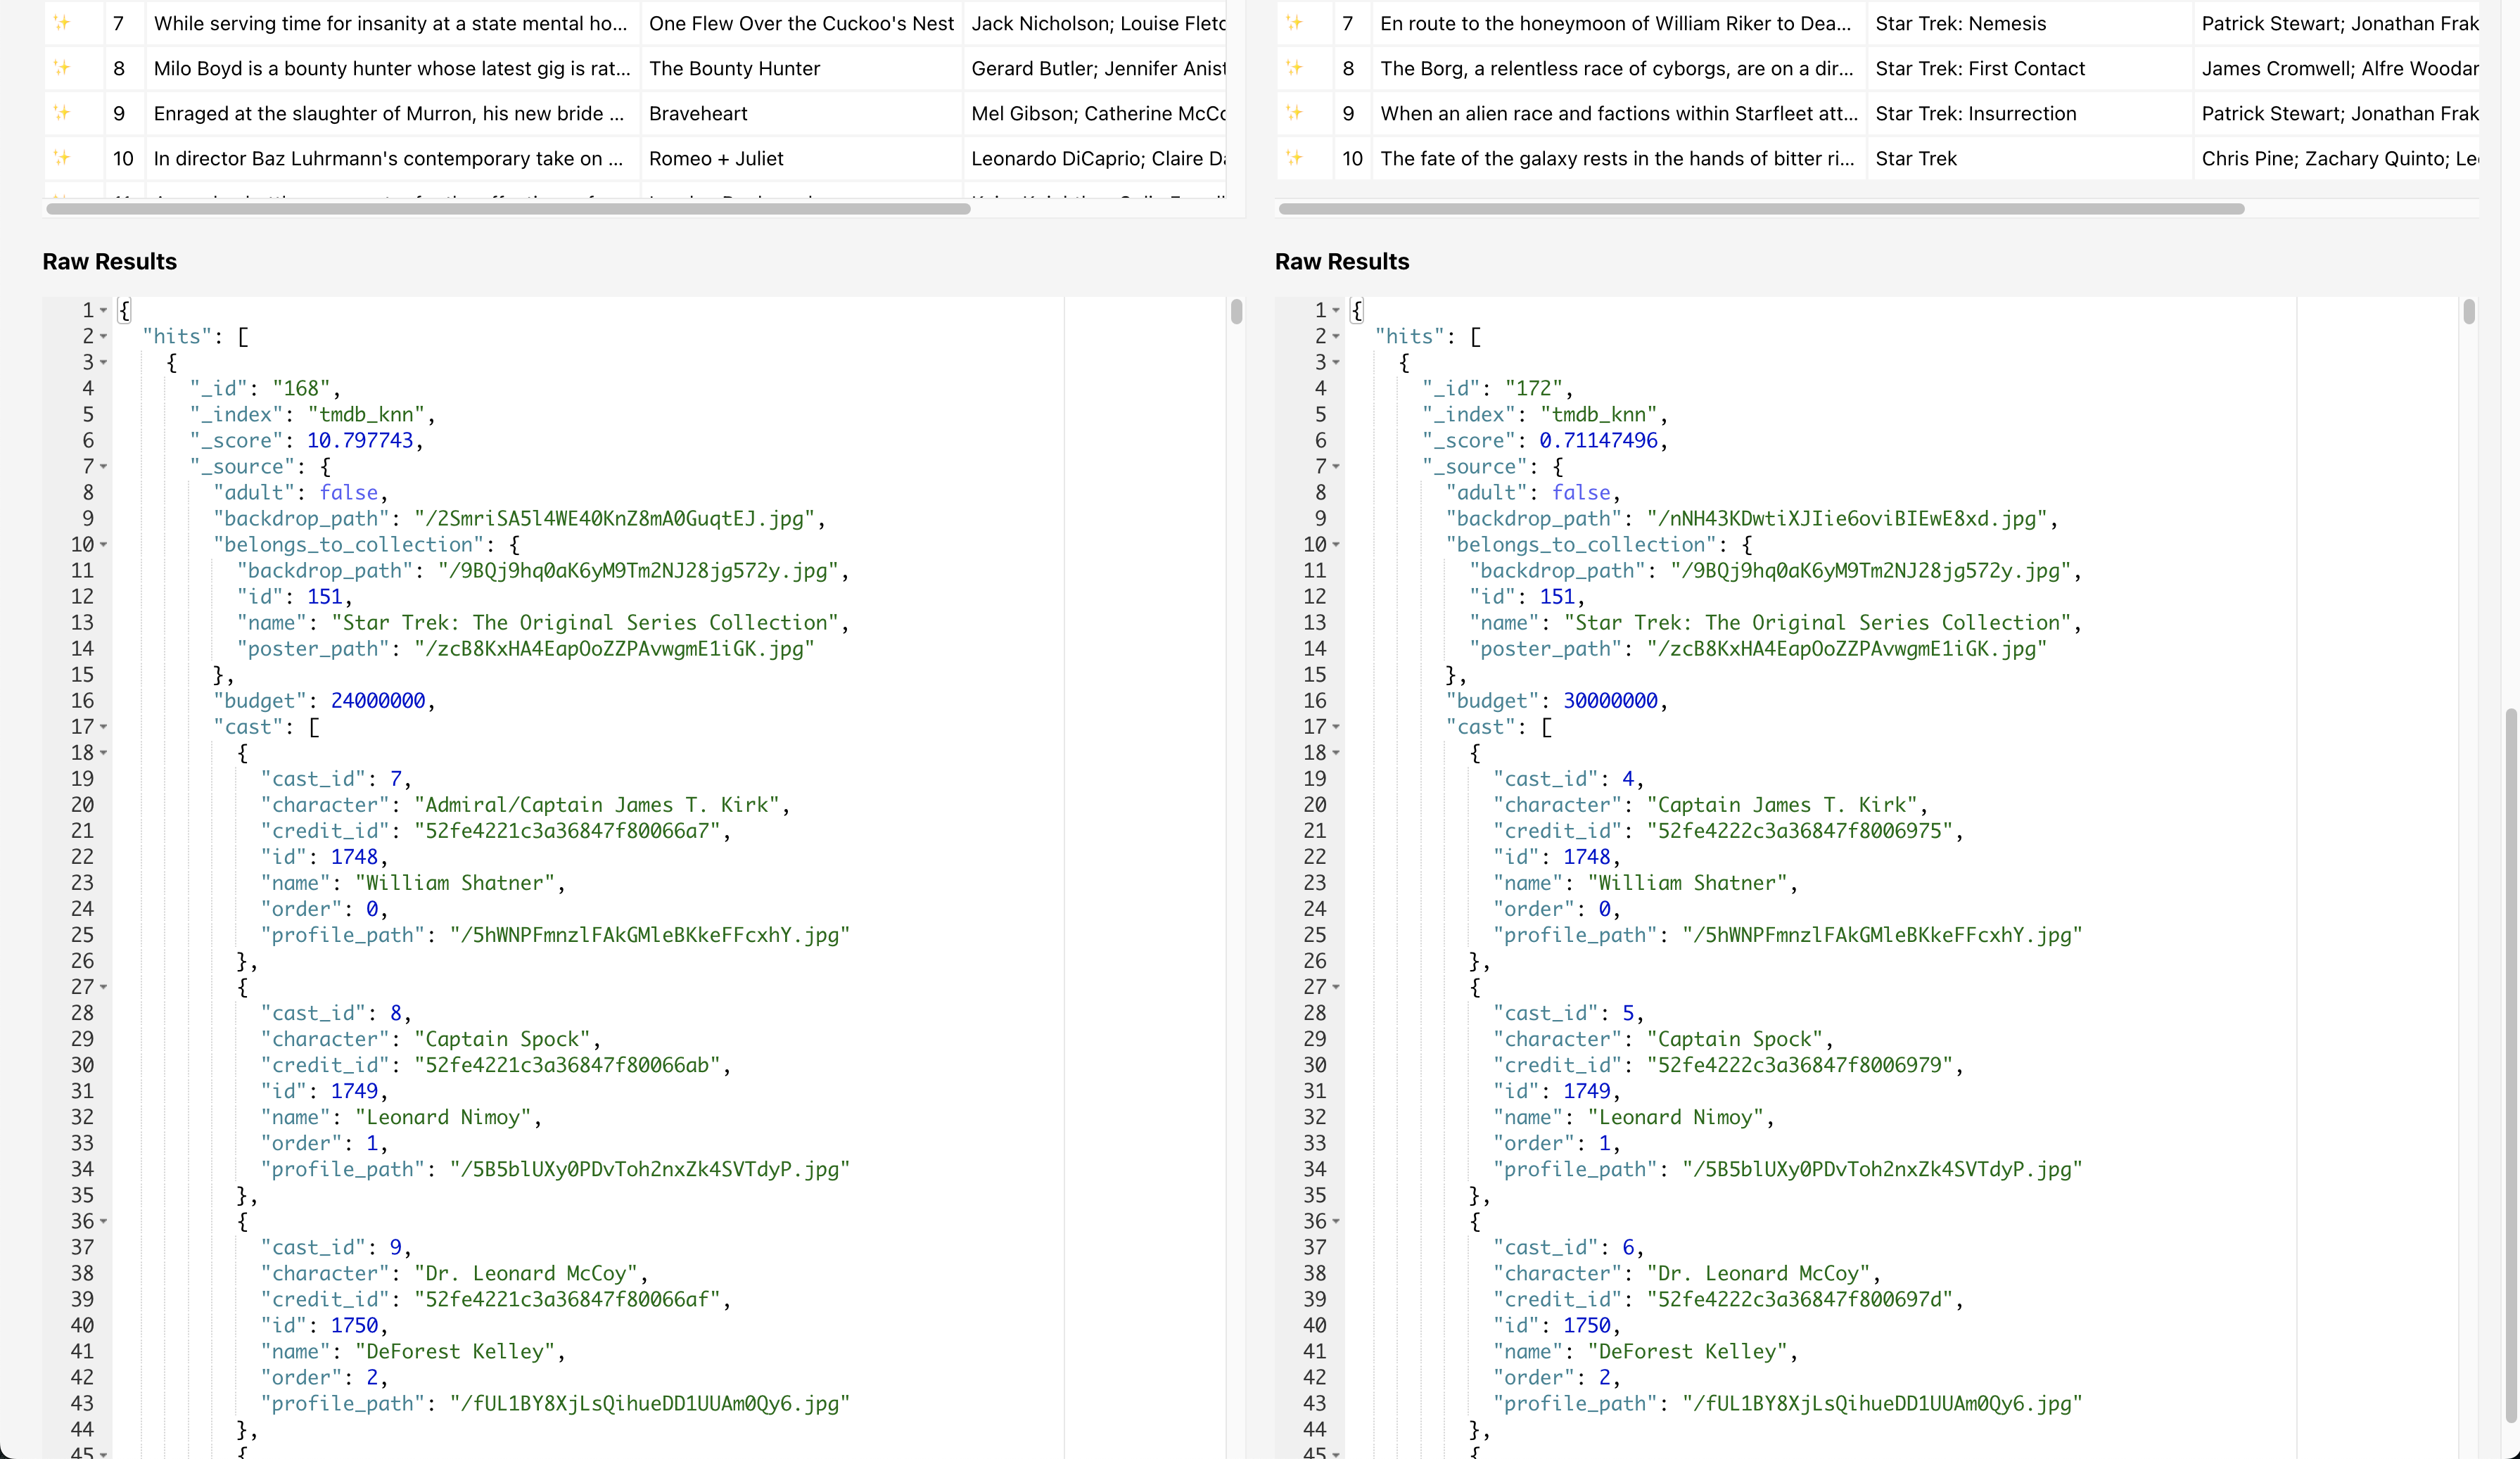 7 While serving time for insanity at a state mental ho... One Flew Over the Cuckoo's Nest Jack Nicholson; Louise Fletc
8 Milo Boyd is a bounty hunter whose latest gig is rat... The Bounty Hunter Gerard Butler; Jennifer Anist
9 Enraged at the slaughter of Murron, his new bride ... Braveheart Mel Gibson; Catherine McCo
10 In director Baz Luhrmann's contemporary take on ... Romeo + Juliet Leonardo DiCaprio; Claire Da
Raw Results
1 {
2 "hits": [
3 {
4 "_id": "168",
5 "_index": "tmdb_knn",
6 "_score": 10.797743,
7 "_source": {
8 "adult": false,
9 "backdrop_path": "/2SmriSA5l4WE40KnZ8mA0GuqtEJ.jpg",
10 "belongs_to_collection": {
11 "backdrop_path": "/9BQj9hq0aK6yM9Tm2NJ28jg572y.jpg",
12 "id": 151,
13 "name": "Star Trek: The Original Series Collection",
14 "poster_path": "/zcB8KxHA4EapOoZZPAvwgmE1iGK.jpg"
15 },
16 "budget": 24000000,
17 "cast": [
18 {
19 "cast_id": 7,
20 "character": "Admiral/Captain James T. Kirk",
21 "credit_id": "52fe4221c3a36847f80066a7",
22 "id": 1748,
23 "name": "William Shatner",
24 "order": 0,
25 "profile_path": "/5hWNPFmnzlFAkGMleBKkeFFcxhY.jpg"
26 },
27 {
28 "cast_id": 8,
29 "character": "Captain Spock",
30 "credit_id": "52fe4221c3a36847f80066ab",
31 "id": 1749,
32 "name": "Leonard Nimoy",
33 "order": 1,
34 "profile_path": "/5B5blUXy0PDvToh2nxZk4SVTdyP.jpg"
35 },
36 {
37 "cast_id": 9,
38 "character": "Dr. Leonard McCoy",
39 "credit_id": "52fe4221c3a36847f80066af",
40 "id": 1750,
41 "name": "DeForest Kelley",
42 "order": 2,
43 "profile_path": "/fUL1BY8XjLsQihueDD1UUAm0Qy6.jpg"
44 },
45 {
7 En route to the honeymoon of William Riker to Dea... Star Trek: Nemesis Patrick Stewart; Jonathan Frak
8 The Borg, a relentless race of cyborgs, are on a dir... Star Trek: First Contact James Cromwell; Alfre Woodar
9 When an alien race and factions within Starfleet att... Star Trek: Insurrection Patrick Stewart; Jonathan Frak
10 The fate of the galaxy rests in the hands of bitter ri... Star Trek Chris Pine; Zachary Quinto; Leo
Raw Results
1 {
2 "hits": [
3 {
4 "_id": "172",
5 "_index": "tmdb_knn",
6 "_score": 0.71147496,
7 "_source": {
8 "adult": false,
9 "backdrop_path": "/nNH43KDwtiXJIie6oviBIEwE8xd.jpg",
10 "belongs_to_collection": {
11 "backdrop_path": "/9BQj9hq0aK6yM9Tm2NJ28jg572y.jpg",
12 "id": 151,
13 "name": "Star Trek: The Original Series Collection",
14 "poster_path": "/zcB8KxHA4EapOoZZPAvwgmE1iGK.jpg"
15 },
16 "budget": 30000000,
17 "cast": [
18 {
19 "cast_id": 4,
20 "character": "Captain James T. Kirk",
21 "credit_id": "52fe4222c3a36847f8006975",
22 "id": 1748,
23 "name": "William Shatner",
24 "order": 0,
25 "profile_path": "/5hWNPFmnzlFAkGMleBKkeFFcxhY.jpg"
26 },
27 {
28 "cast_id": 5,
29 "character": "Captain Spock",
30 "credit_id": "52fe4222c3a36847f8006979",
31 "id": 1749,
32 "name": "Leonard Nimoy",
33 "order": 1,
34 "profile_path": "/5B5blUXy0PDvToh2nxZk4SVTdyP.jpg"
35 },
36 {
37 "cast_id": 6,
38 "character": "Dr. Leonard McCoy",
39 "credit_id": "52fe4222c3a36847f800697d",
40 "id": 1750,
41 "name": "DeForest Kelley",
42 "order": 2,
43 "profile_path": "/fUL1BY8XjLsQihueDD1UUAm0Qy6.jpg"
44 },
45 {